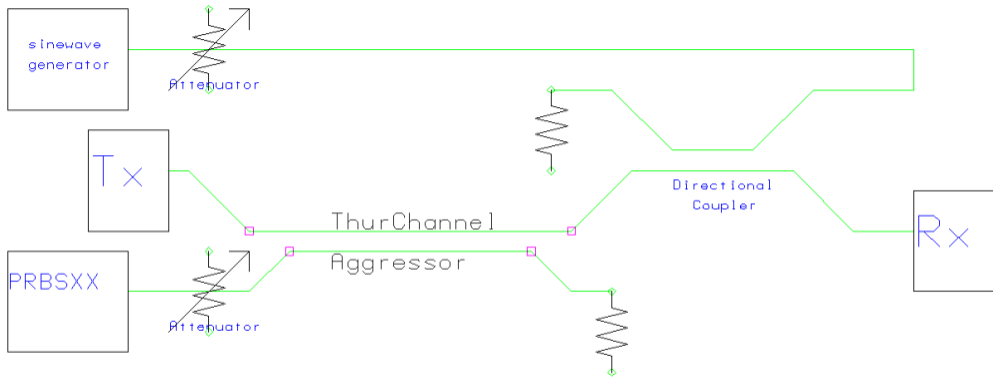 sinewave
generator
Attenuator
Tx
Directional
Coupler
ThurChannel
Rx
Aggressor
PRBSXX
Attenuator